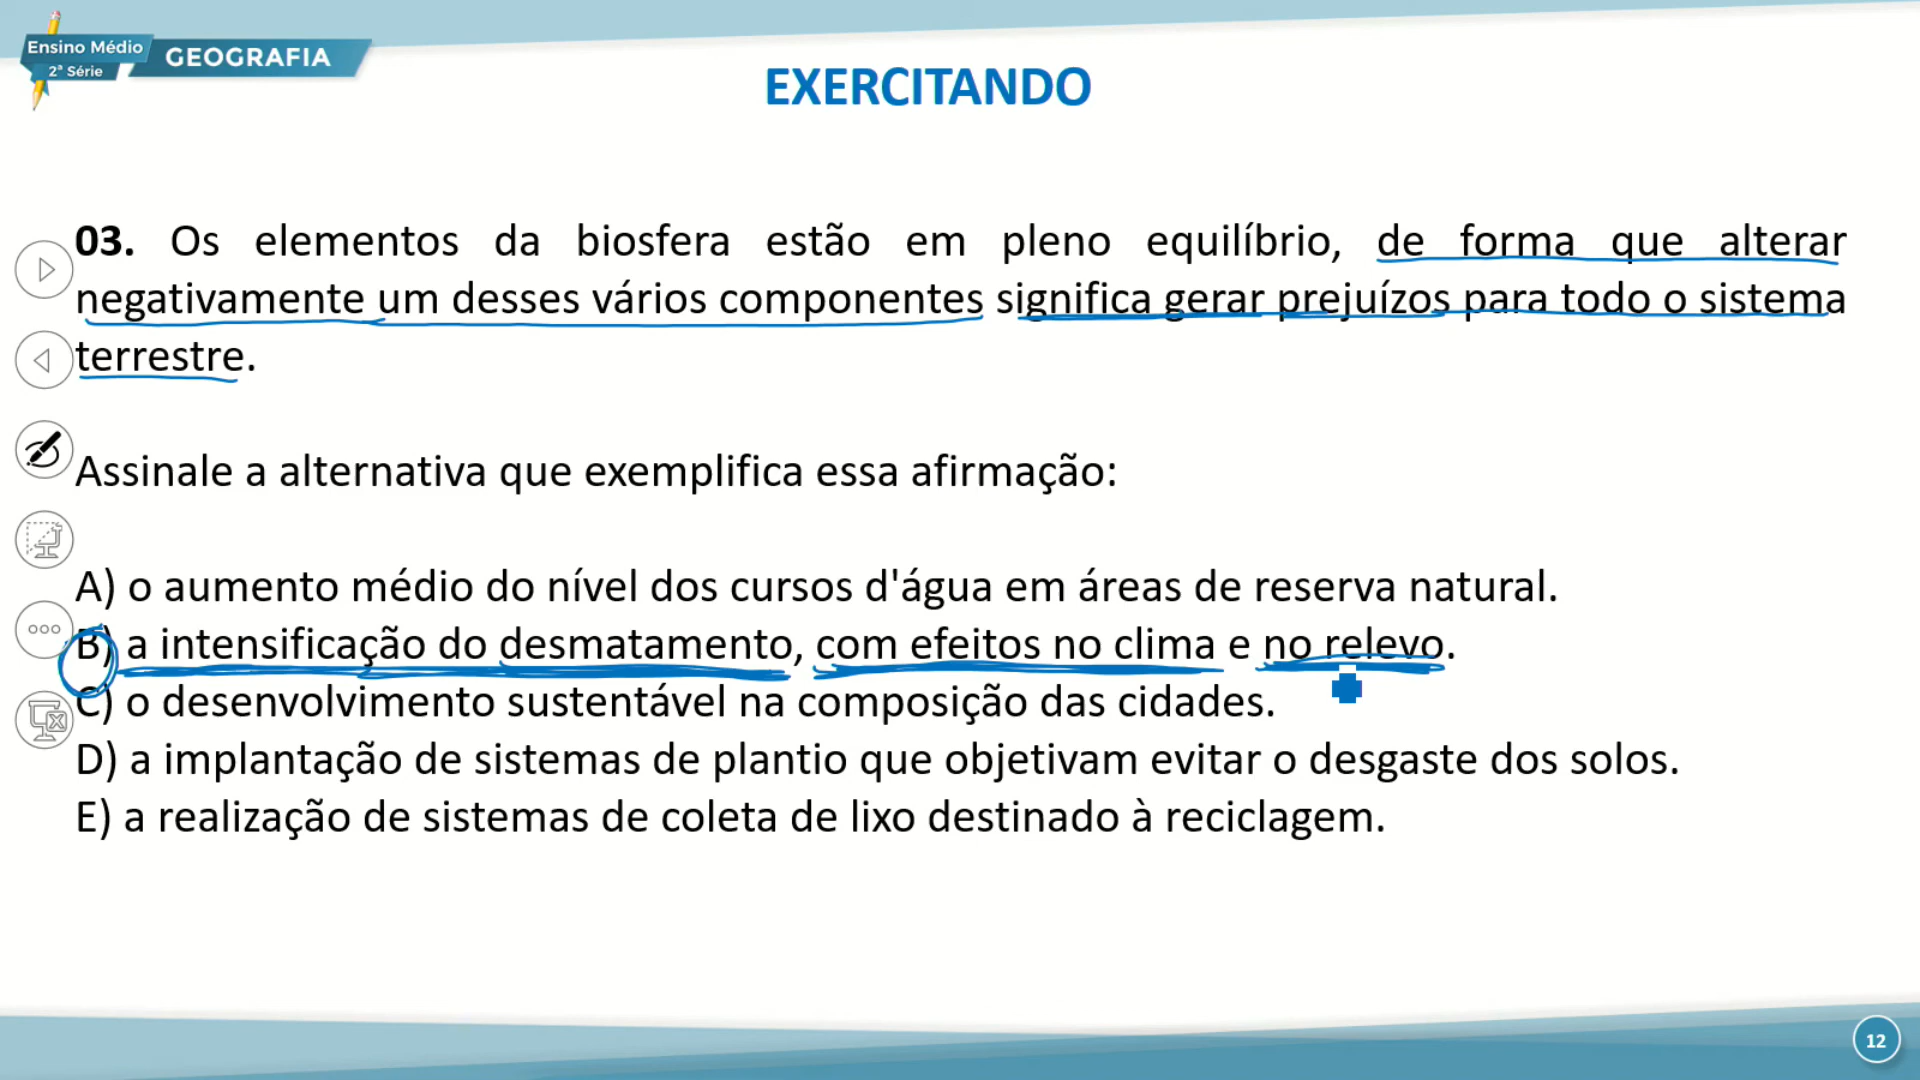 Ensino Médio
2ª Série
GEOGRAFIA
EXERCITANDO
03. Os elementos da biosfera estão em pleno equilíbrio, de forma que alterar
negativamente um desses vários componentes significa gerar prejuízos para todo o sistema
terrestre.
Assinale a alternativa que exemplifica essa afirmação:
A) o aumento médio do nível dos cursos d'água em áreas de reserva natural.
B) a intensificação do desmatamento, com efeitos no clima e no relevo.
C) o desenvolvimento sustentável na composição das cidades.
D) a implantação de sistemas de plantio que objetivam evitar o desgaste dos solos.
E) a realização de sistemas de coleta de lixo destinado à reciclagem.
12